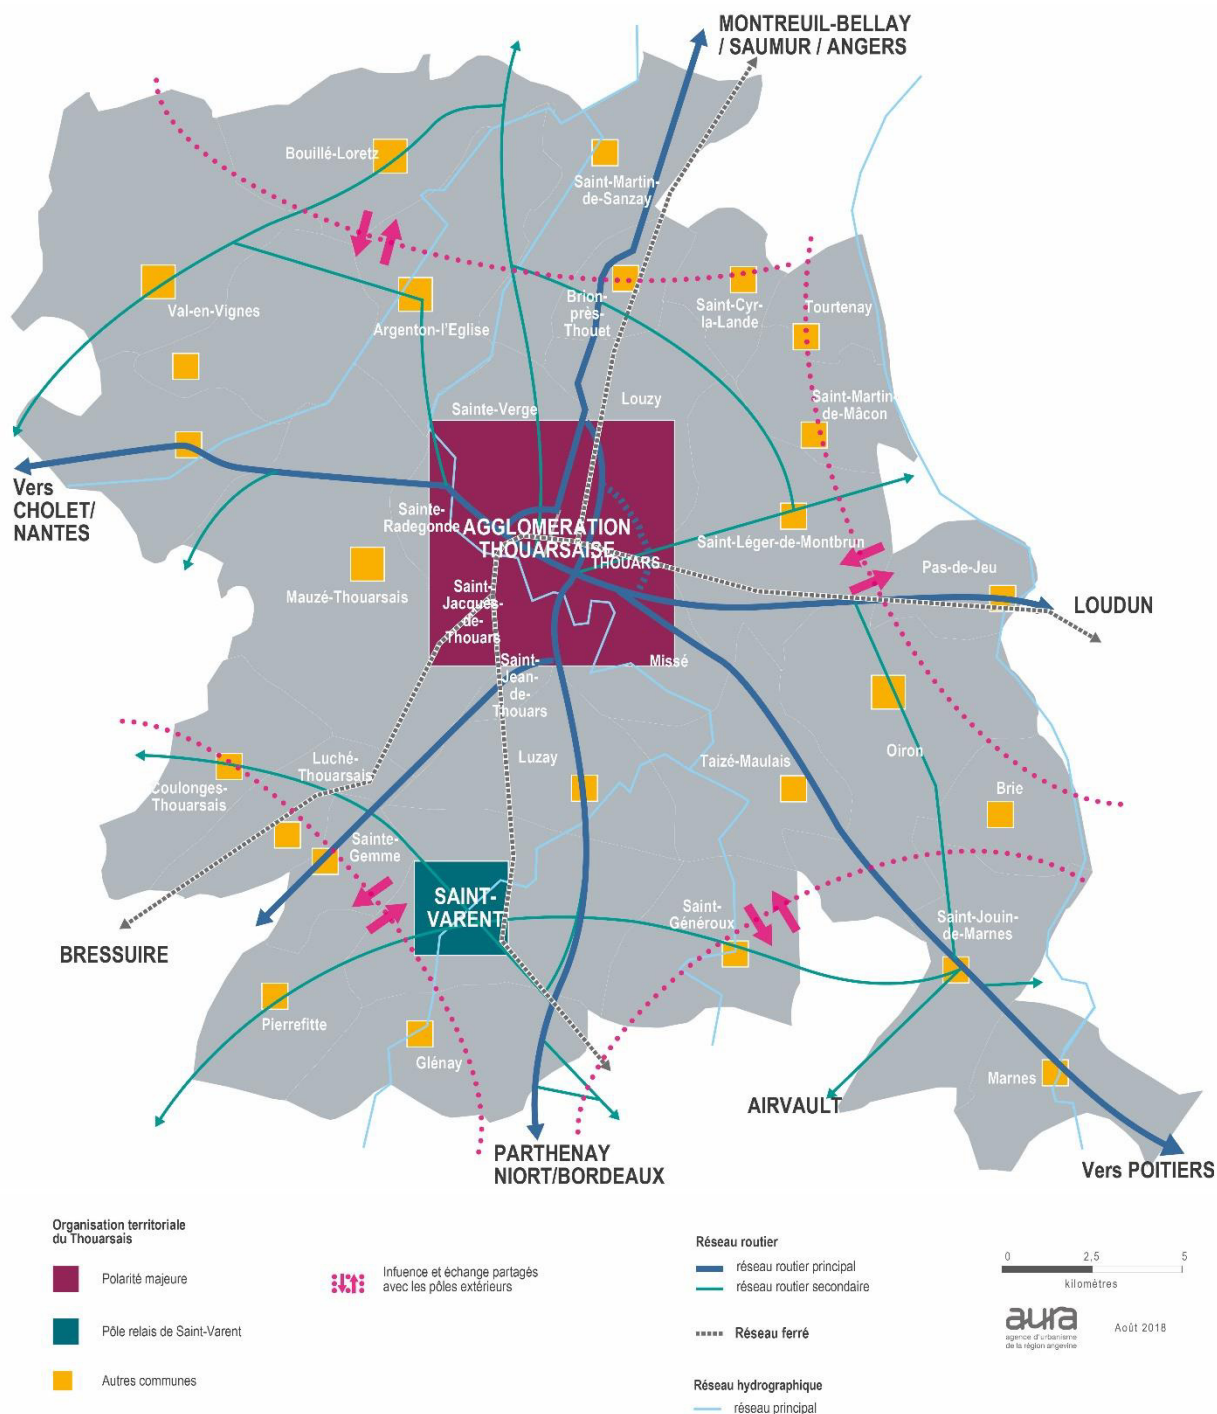 MONTREUIL-BELLAY
/ SAUMUR / ANGERS
Bouillé-Loretz
Saint-Martin-
de-Sanzay
Val-en-Vignes
Argenton-l'Eglise
Brion-
près-
Thouet
Saint-Cyr-
la-Lande
Tourtenay
Saint-Martin-
de-Mâcon
Sainte-Verge
Louzy
Vers
CHOLET/
NANTES
Sainte-
Radegonde
AGGLOMERATION
THOUARSAISE
THOUARS
Saint-Léger-de-Montbrun
Pas-de-Jeu
LOUDUN
Mauzé-Thouarsais
Saint-
Jacques-
de-
Thouars
Saint-
Jean-
de-
Thouars
Missé
Oiron
Luché-
Thouarsais
Coulonges-
Thouarsais
Luzay
Taizé-Maulais
Brie
Sainte-
Gemme
SAINT-
VARENT
Saint-
Généroux
Saint-Jouin-
de-Marnes
BRESSUIRE
Pierrefitte
Glénay
Marnes
AIRVAULT
PARTHENAY
NIORT/BORDEAUX
Vers POITIERS
Organisation territoriale
du Thouarsais
Polarité majeure
Pôle relais de Saint-Varent
Autres communes
Infuence et échange partagés
avec les pôles extérieurs
Réseau routier
réseau routier principal
réseau routier secondaire
Réseau ferré
Réseau hydrographique
réseau principal
0 2,5 5
kilomètres
aura
agence d'urbanisme
de la région angevine
Août 2018